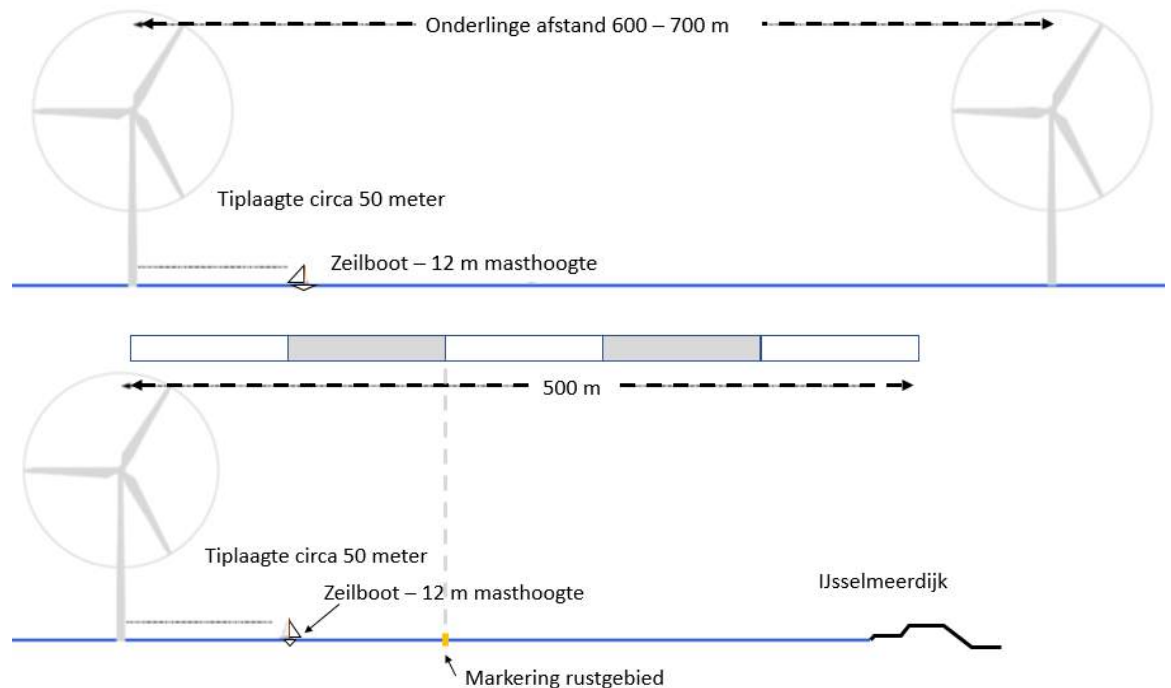 Onderlinge afstand 600 – 700 m
Tiplaagte circa 50 meter
Zeilboot – 12 m masthoogte
500 m
Tiplaagte circa 50 meter
Zeilboot – 12 m masthoogte
IJsselmeerdijk
Markering rustgebied